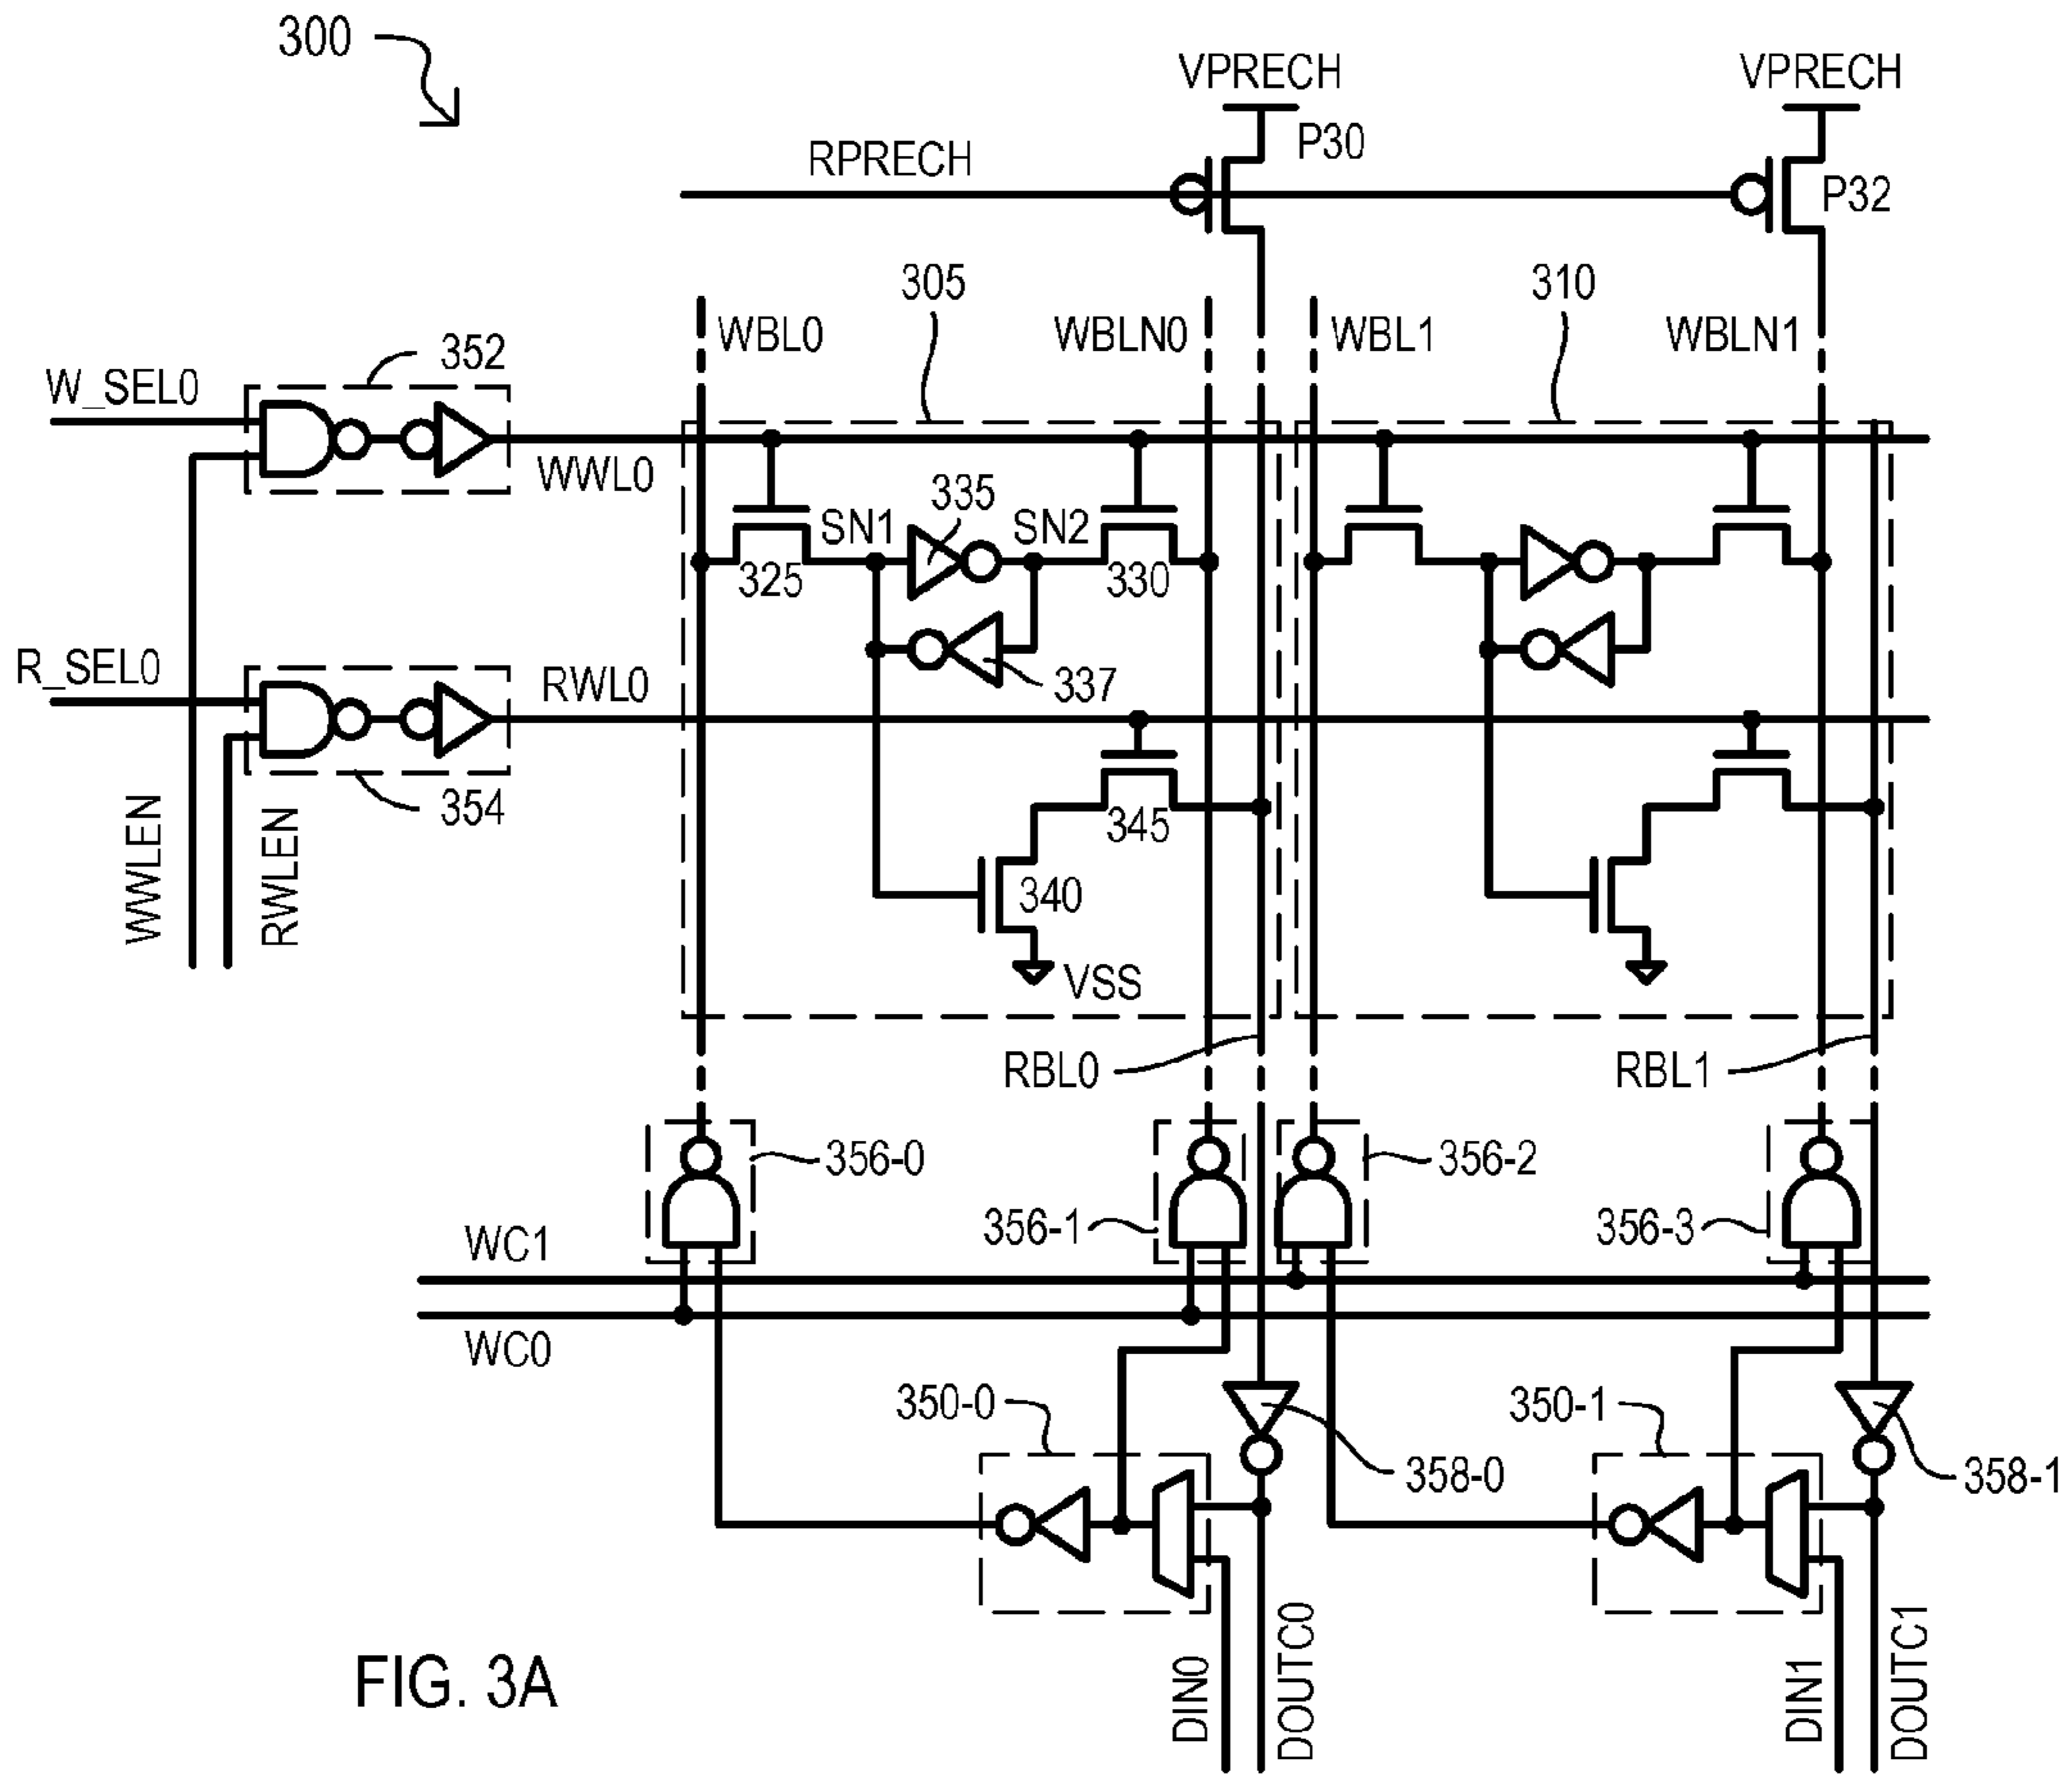 300
VPRECH
VPRECH
P30
RPRECH
P32
305
310
WBL0
WBLN0
WBL1
WBLN1
352
W_SEL0
WWL0
335
SN1
SN2
325
330
R_SEL0
RWL0
337
354
345
WWLEN
RWLEN
340
VSS
RBL0
RBL1
356-0
356-2
356-1
356-3
WC1
WC0
350-0
350-1
358-0
358-1
DIN0
DOUTC0
DIN1
DOUTC1
FIG. 3A